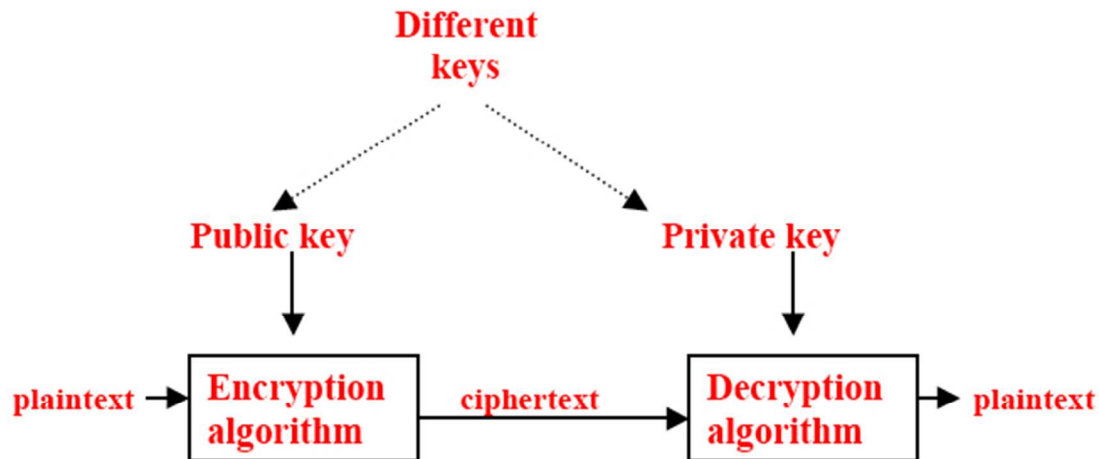 Different
keys
Public key
Private key
plaintext
Encryption
algorithm
ciphertext
Decryption
algorithm
plaintext